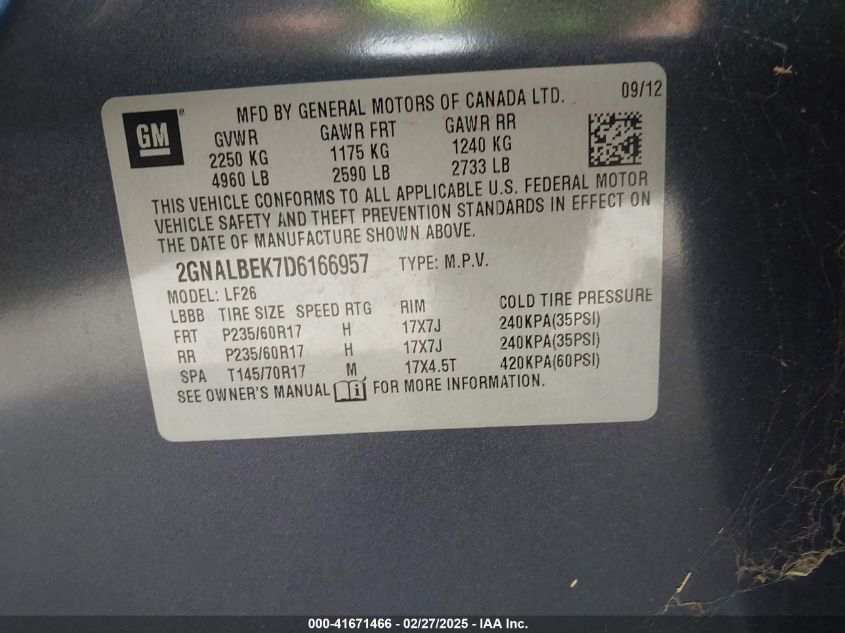 GM
®
MFD BY GENERAL MOTORS OF CANADA LTD. 09/12
GVWR GAWR FRT GAWR RR
2250 KG 1175 KG 1240 KG
4960 LB 2590 LB 2733 LB
THIS VEHICLE CONFORMS TO ALL APPLICABLE U.S. FEDERAL MOTOR
VEHICLE SAFETY AND THEFT PREVENTION STANDARDS IN EFFECT ON
THE DATE OF MANUFACTURE SHOWN ABOVE.
2GNALBEK7D6166957 TYPE: M.P.V.
MODEL: LF26
LBBB TIRE SIZE SPEED RTG RIM COLD TIRE PRESSURE
FRT P235/60R17 H 17X7J 240KPA(35PSI)
RR P235/60R17 H 17X7J 240KPA(35PSI)
SPA T145/70R17 M 17X4.5T 420KPA(60PSI)
SEE OWNER'S MANUAL i FOR MORE INFORMATION.
000-41671466 - 02/27/2025 - IAA Inc.